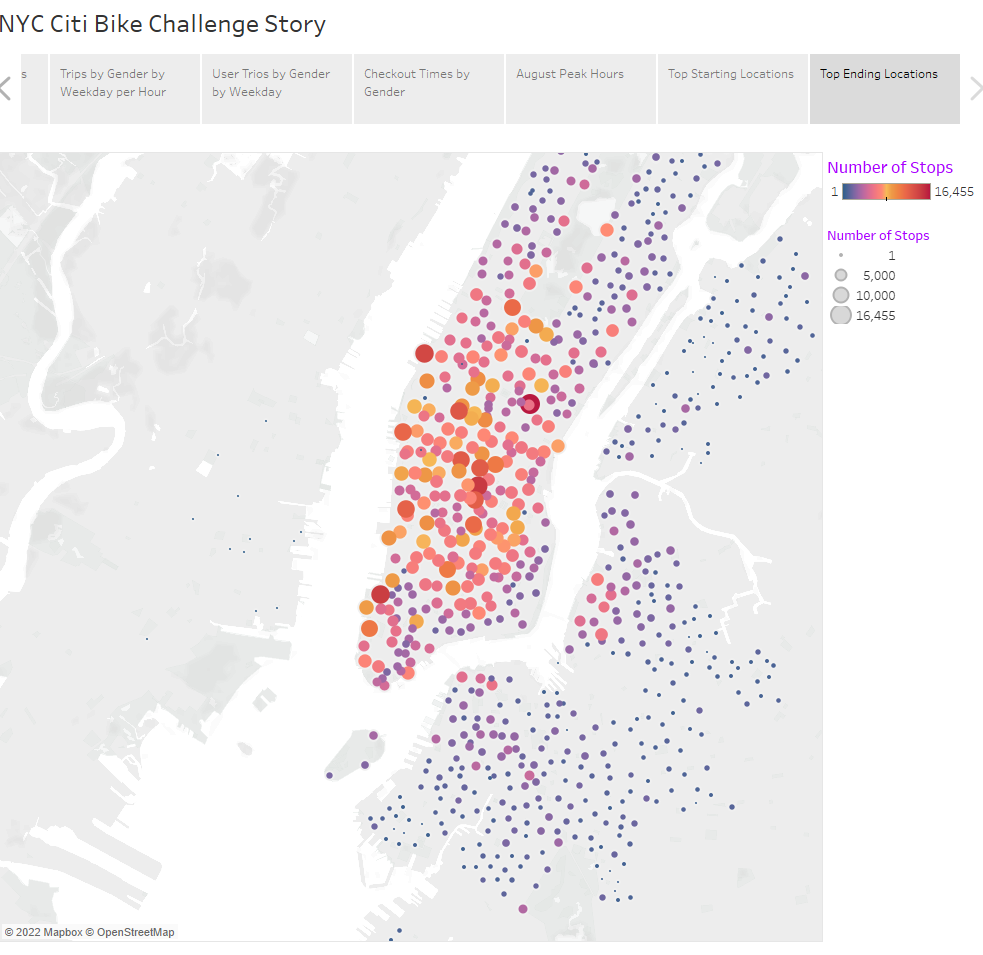 NYC Citi Bike Challenge Story
s
Trips by Gender by
Weekday per Hour
User Trios by Gender
by Weekday
Checkout Times by
Gender
August Peak Hours
Top Starting Locations
Top Ending Locations
Number of Stops
1 16,455
Number of Stops
1
5,000
10,000
16,455
© 2022 Mapbox © OpenStreetMap